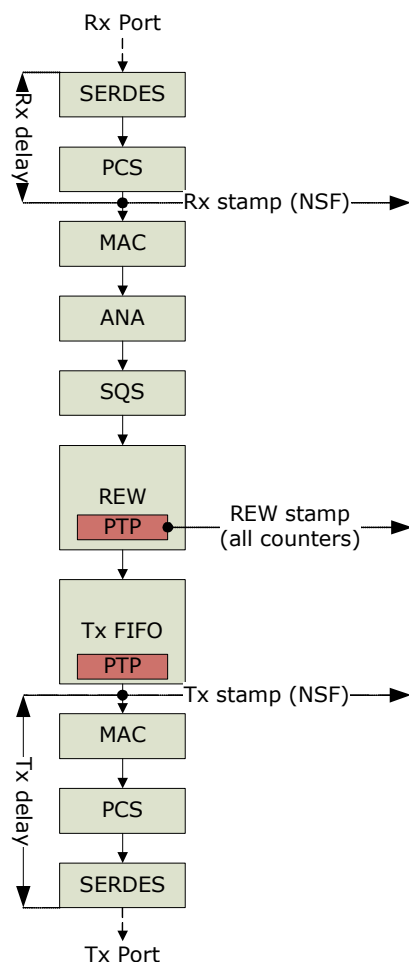 Rx Port
SERDES
Rx delay
PCS
Rx stamp (NSF)
MAC
ANA
SQS
REW
PTP
REW stamp
(all counters)
Tx FIFO
PTP
Tx stamp (NSF)
MAC
Tx delay
PCS
SERDES
Tx Port